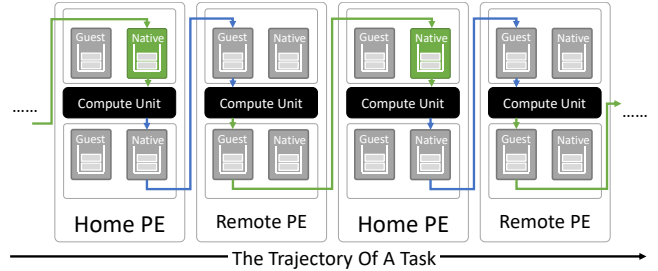 Guest Native Guest Native Guest Native Guest Native
......
Compute Unit Compute Unit Compute Unit Compute Unit
......
Guest Native Guest Native Guest Native Guest Native
Home PE Remote PE Home PE Remote PE
The Trajectory Of A Task